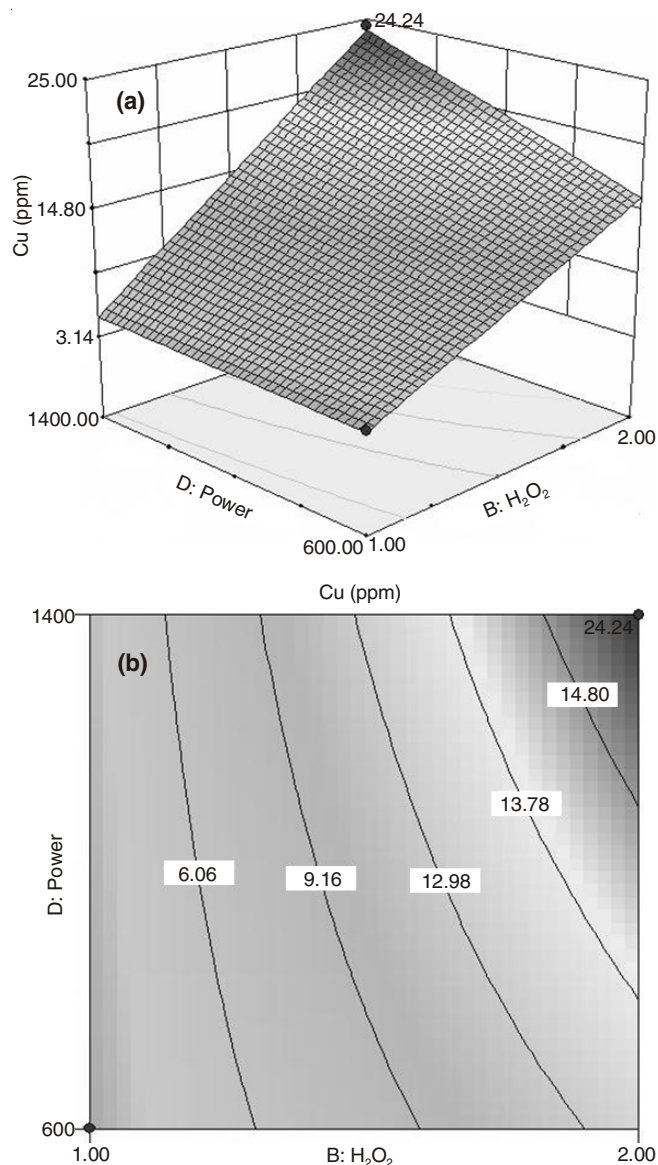 24.24
25.00
(a)
14.80
Cu (ppm)
3.14
1400.00
2.00
D: Power
B: H₂O₂
600.00
1.00
Cu (ppm)
1400
24.24
(b)
14.80
13.78
D: Power
6.06
9.16
12.98
600
1.00
B: H₂O₂
2.00